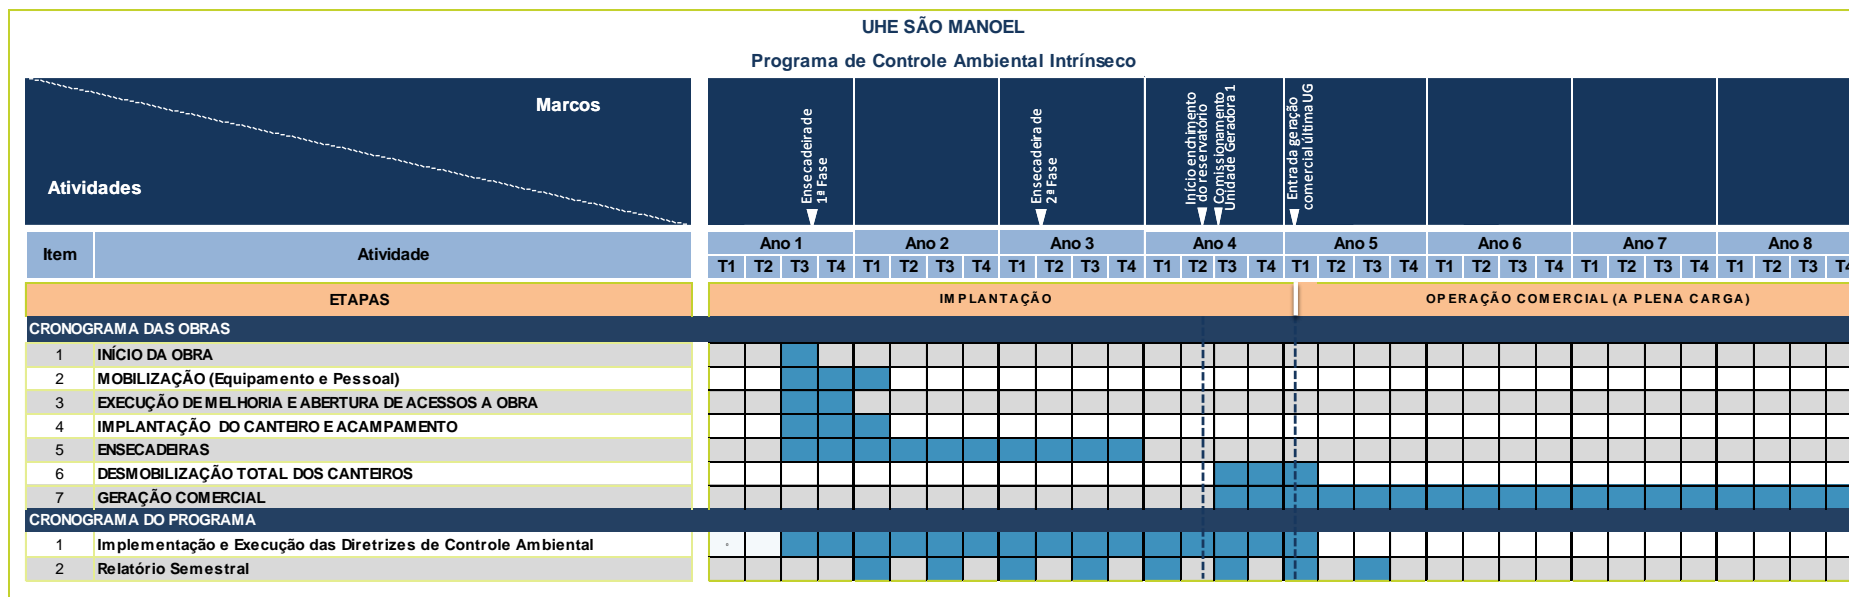 UHE SÃO MANOEL
Programa de Controle Ambiental Intrínseco
Marcos
Atividades
Ensecadeira de
1ª Fase
Ensecadeira de
2ª Fase
Início enchimento
do reservatório
Comissionamento
Unidade Geradora 1
Entrada geração
comercial última UG
Item Atividade
Ano 1 Ano 2 Ano 3 Ano 4 Ano 5 Ano 6 Ano 7 Ano 8
T1 T2 T3 T4 T1 T2 T3 T4 T1 T2 T3 T4 T1 T2 T3 T4 T1 T2 T3 T4 T1 T2 T3 T4 T1 T2 T3 T4 T1 T2 T3 T4
ETAPAS IMPLANTAÇÃO OPERAÇÃO COMERCIAL (A PLENA CARGA)
CRONOGRAMA DAS OBRAS
1 INÍCIO DA OBRA
2 MOBILIZAÇÃO (Equipamento e Pessoal)
3 EXECUÇÃO DE MELHORIA E ABERTURA DE ACESSOS A OBRA
4 IMPLANTAÇÃO DO CANTEIRO E ACAMPAMENTO
5 ENSECADEIRAS
6 DESMOBILIZAÇÃO TOTAL DOS CANTEIROS
7 GERAÇÃO COMERCIAL
CRONOGRAMA DO PROGRAMA
1 Implementação e Execução das Diretrizes de Controle Ambiental
2 Relatório Semestral